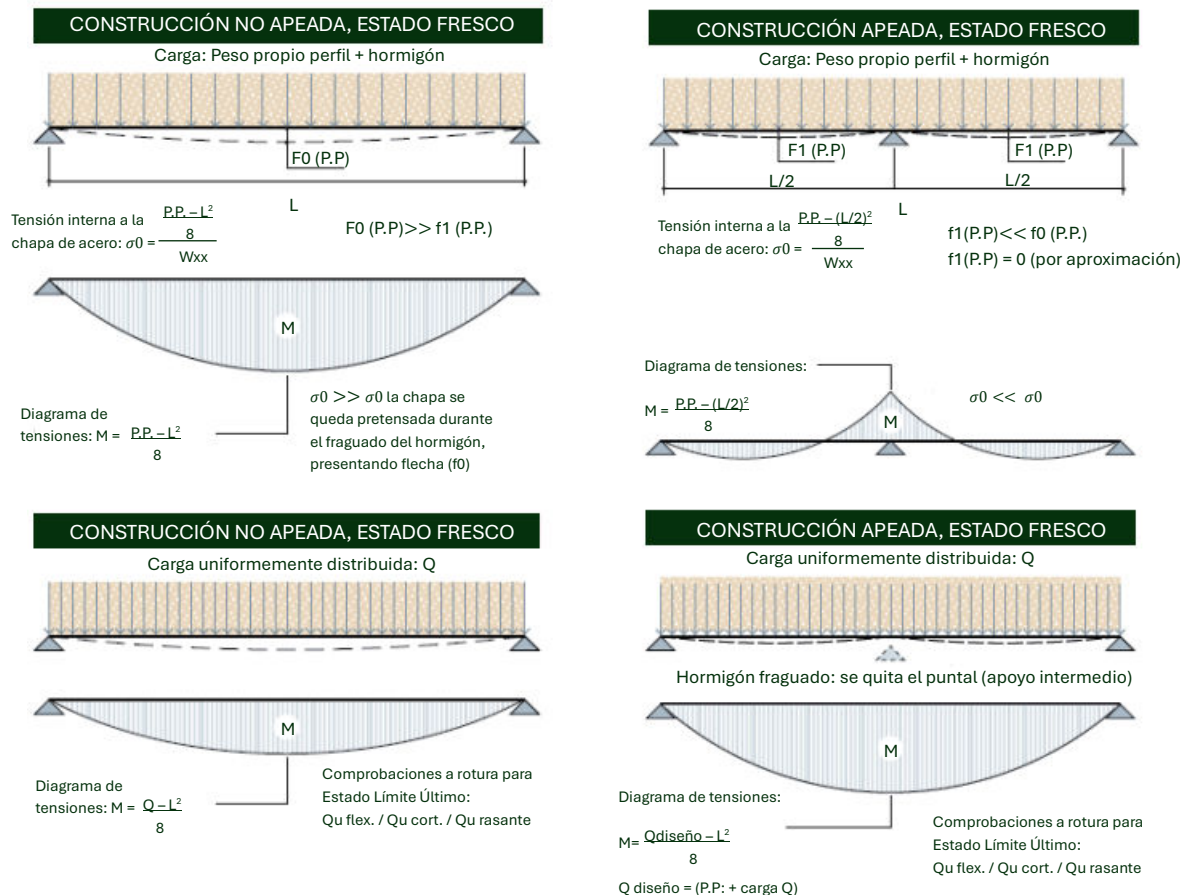 CONSTRUCCIÓN NO APEADA, ESTADO FRESCO
Carga: Peso propio perfil + hormigón
F0 (P.P)
L
Tensión interna a la
chapa de acero: σ0 =
P.P. – L²
8
Wxx
F0 (P.P)>> f1 (P.P.)
M
Diagrama de
tensiones: M =
P.P. – L²
8
σ0 >> σ0 la chapa se
queda pretensada durante
el fraguado del hormigón,
presentando flecha (f0)
CONSTRUCCIÓN APEADA, ESTADO FRESCO
Carga: Peso propio perfil + hormigón
F1 (P.P)
F1 (P.P)
L/2
L/2
L
Tensión interna a la
chapa de acero: σ0 =
P.P. – (L/2)²
8
Wxx
f1(P.P)<< f0 (P.P.)
f1(P.P) = 0 (por aproximación)
Diagrama de tensiones:
M =
P.P. – (L/2)²
8
M
σ0 << σ0
CONSTRUCCIÓN NO APEADA, ESTADO FRESCO
Carga uniformemente distribuida: Q
M
Diagrama de
tensiones: M =
Q – L²
8
Comprobaciones a rotura para
Estado Límite Último:
Qu flex. / Qu cort. / Qu rasante
CONSTRUCCIÓN APEADA, ESTADO FRESCO
Carga uniformemente distribuida: Q
Hormigón fraguado: se quita el puntal (apoyo intermedio)
M
Diagrama de tensiones:
M=
Qdiseño – L²
8
Q diseño = (P.P: + carga Q)
Comprobaciones a rotura para
Estado Límite Último:
Qu flex. / Qu cort. / Qu rasante